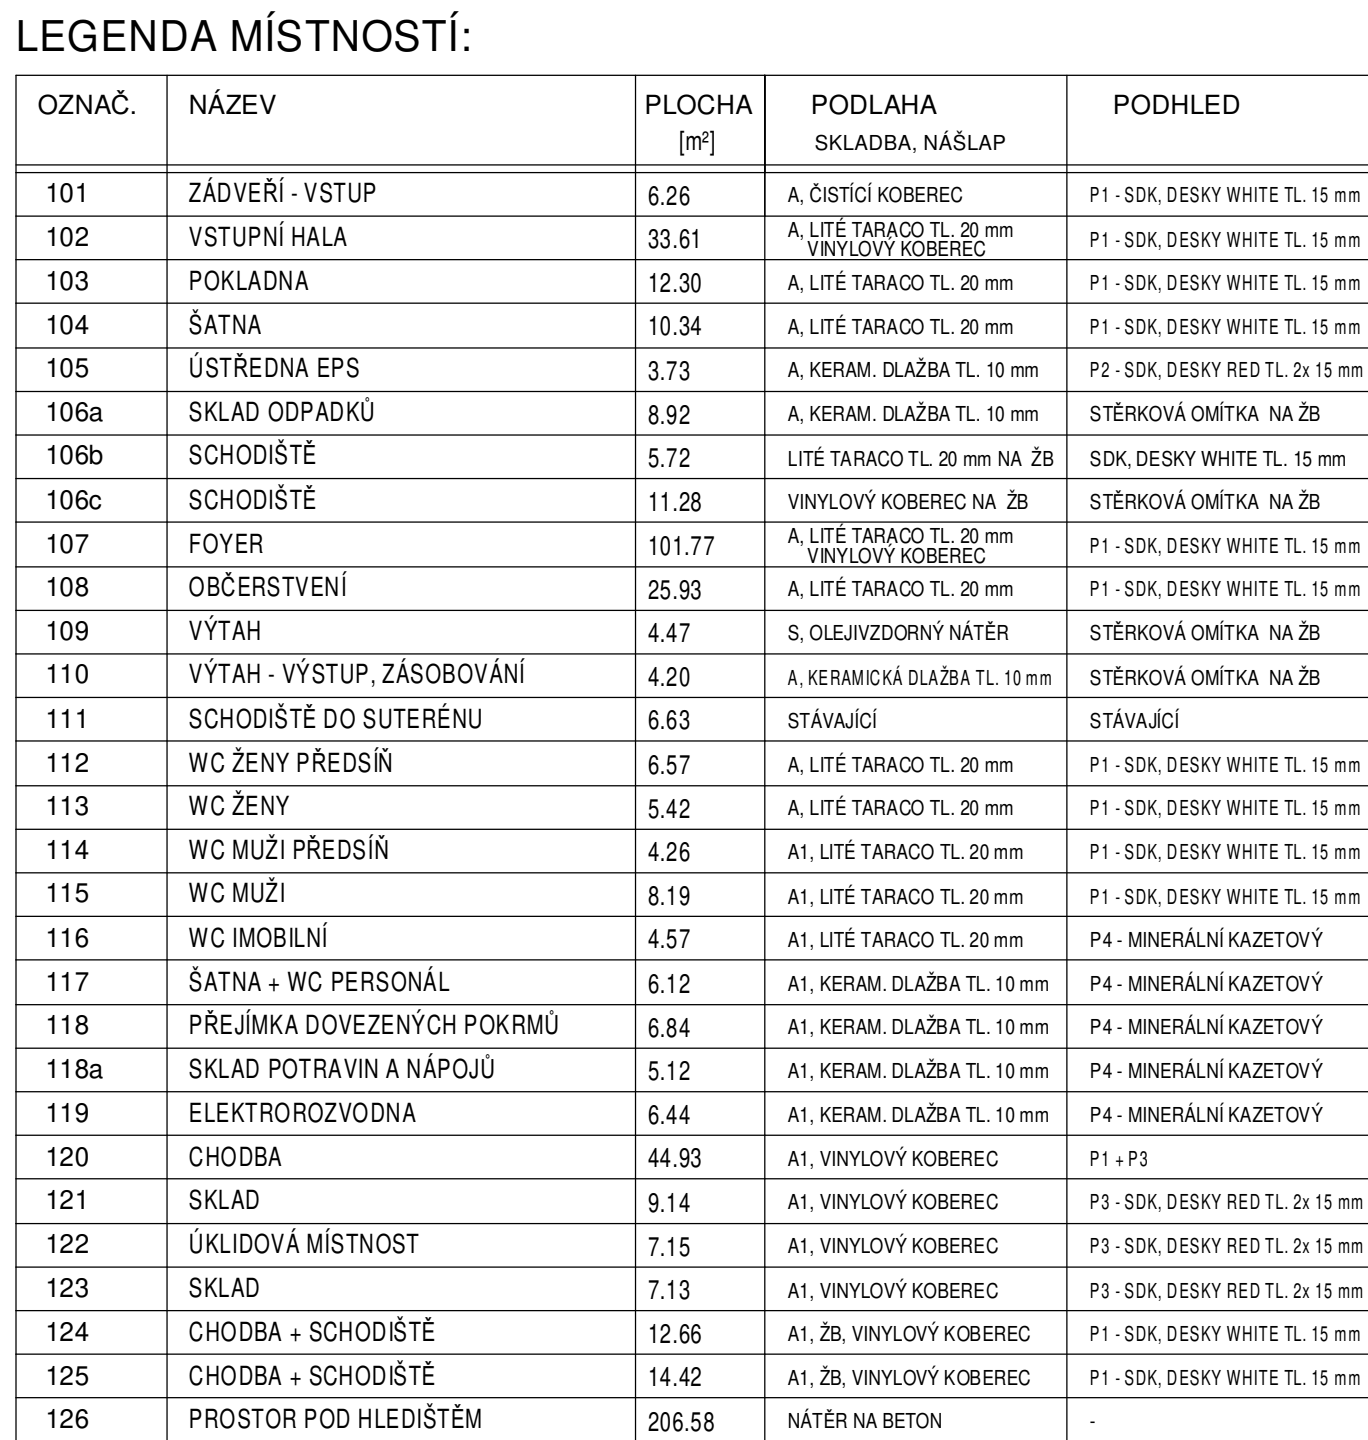 LEGENDA MÍSTNOSTÍ:
OZNAČ. NÁZEV PLOCHA PODLAHA PODHLED
[m²] SKLADBA, NÁŠLAP
101 ZÁDVEŘÍ - VSTUP 6.26 A, ČISTÍCÍ KOBEREC P1 - SDK, DESKY WHITE TL. 15 mm
102 VSTUPNÍ HALA 33.61 A, LITÉ TARACO TL. 20 mm P1 - SDK, DESKY WHITE TL. 15 mm
VINYLOVÝ KOBEREC
103 POKLADNA 12.30 A, LITÉ TARACO TL. 20 mm P1 - SDK, DESKY WHITE TL. 15 mm
104 ŠATNA 10.34 A, LITÉ TARACO TL. 20 mm P1 - SDK, DESKY WHITE TL. 15 mm
105 ÚSTŘEDNA EPS 3.73 A, KERAM. DLAŽBA TL. 10 mm P2 - SDK, DESKY RED TL. 2x 15 mm
106a SKLAD ODPADKŮ 8.92 A, KERAM. DLAŽBA TL. 10 mm STĚRKOVÁ OMÍTKA NA ŽB
106b SCHODIŠTĚ 5.72 LITÉ TARACO TL. 20 mm NA ŽB SDK, DESKY WHITE TL. 15 mm
106c SCHODIŠTĚ 11.28 VINYLOVÝ KOBEREC NA ŽB STĚRKOVÁ OMÍTKA NA ŽB
107 FOYER 101.77 A, LITÉ TARACO TL. 20 mm P1 - SDK, DESKY WHITE TL. 15 mm
VINYLOVÝ KOBEREC
108 OBČERSTVENÍ 25.93 A, LITÉ TARACO TL. 20 mm P1 - SDK, DESKY WHITE TL. 15 mm
109 VÝTAH 4.47 S, OLEJIVZDORNÝ NÁTĚR STĚRKOVÁ OMÍTKA NA ŽB
110 VÝTAH - VÝSTUP, ZÁSOBOVÁNÍ 4.20 A, KERAMICKÁ DLAŽBA TL. 10 mm STĚRKOVÁ OMÍTKA NA ŽB
111 SCHODIŠTĚ DO SUTERÉNU 6.63 STÁVAJÍCÍ STÁVAJÍCÍ
112 WC ŽENY PŘEDSÍŇ 6.57 A, LITÉ TARACO TL. 20 mm P1 - SDK, DESKY WHITE TL. 15 mm
113 WC ŽENY 5.42 A, LITÉ TARACO TL. 20 mm P1 - SDK, DESKY WHITE TL. 15 mm
114 WC MUŽI PŘEDSÍŇ 4.26 A1, LITÉ TARACO TL. 20 mm P1 - SDK, DESKY WHITE TL. 15 mm
115 WC MUŽI 8.19 A1, LITÉ TARACO TL. 20 mm P1 - SDK, DESKY WHITE TL. 15 mm
116 WC IMOBILNÍ 4.57 A1, LITÉ TARACO TL. 20 mm P4 - MINERÁLNÍ KAZETOVÝ
117 ŠATNA + WC PERSONÁL 6.12 A1, KERAM. DLAŽBA TL. 10 mm P4 - MINERÁLNÍ KAZETOVÝ
118 PŘEJÍMKA DOVEZENÝCH POKRMŮ 6.84 A1, KERAM. DLAŽBA TL. 10 mm P4 - MINERÁLNÍ KAZETOVÝ
118a SKLAD POTRAVIN A NÁPOJŮ 5.12 A1, KERAM. DLAŽBA TL. 10 mm P4 - MINERÁLNÍ KAZETOVÝ
119 ELEKTROROZVODNA 6.44 A1, KERAM. DLAŽBA TL. 10 mm P4 - MINERÁLNÍ KAZETOVÝ
120 CHODBA 44.93 A1, VINYLOVÝ KOBEREC P1 + P3
121 SKLAD 9.14 A1, VINYLOVÝ KOBEREC P3 - SDK, DESKY RED TL. 2x 15 mm
122 ÚKLIDOVÁ MÍSTNOST 7.15 A1, VINYLOVÝ KOBEREC P3 - SDK, DESKY RED TL. 2x 15 mm
123 SKLAD 7.13 A1, VINYLOVÝ KOBEREC P3 - SDK, DESKY RED TL. 2x 15 mm
124 CHODBA + SCHODIŠTĚ 12.66 A1, ŽB, VINYLOVÝ KOBEREC P1 - SDK, DESKY WHITE TL. 15 mm
125 CHODBA + SCHODIŠTĚ 14.42 A1, ŽB, VINYLOVÝ KOBEREC P1 - SDK, DESKY WHITE TL. 15 mm
126 PROSTOR POD HLEDIŠTĚM 206.58 NÁTĚR NA BETON -